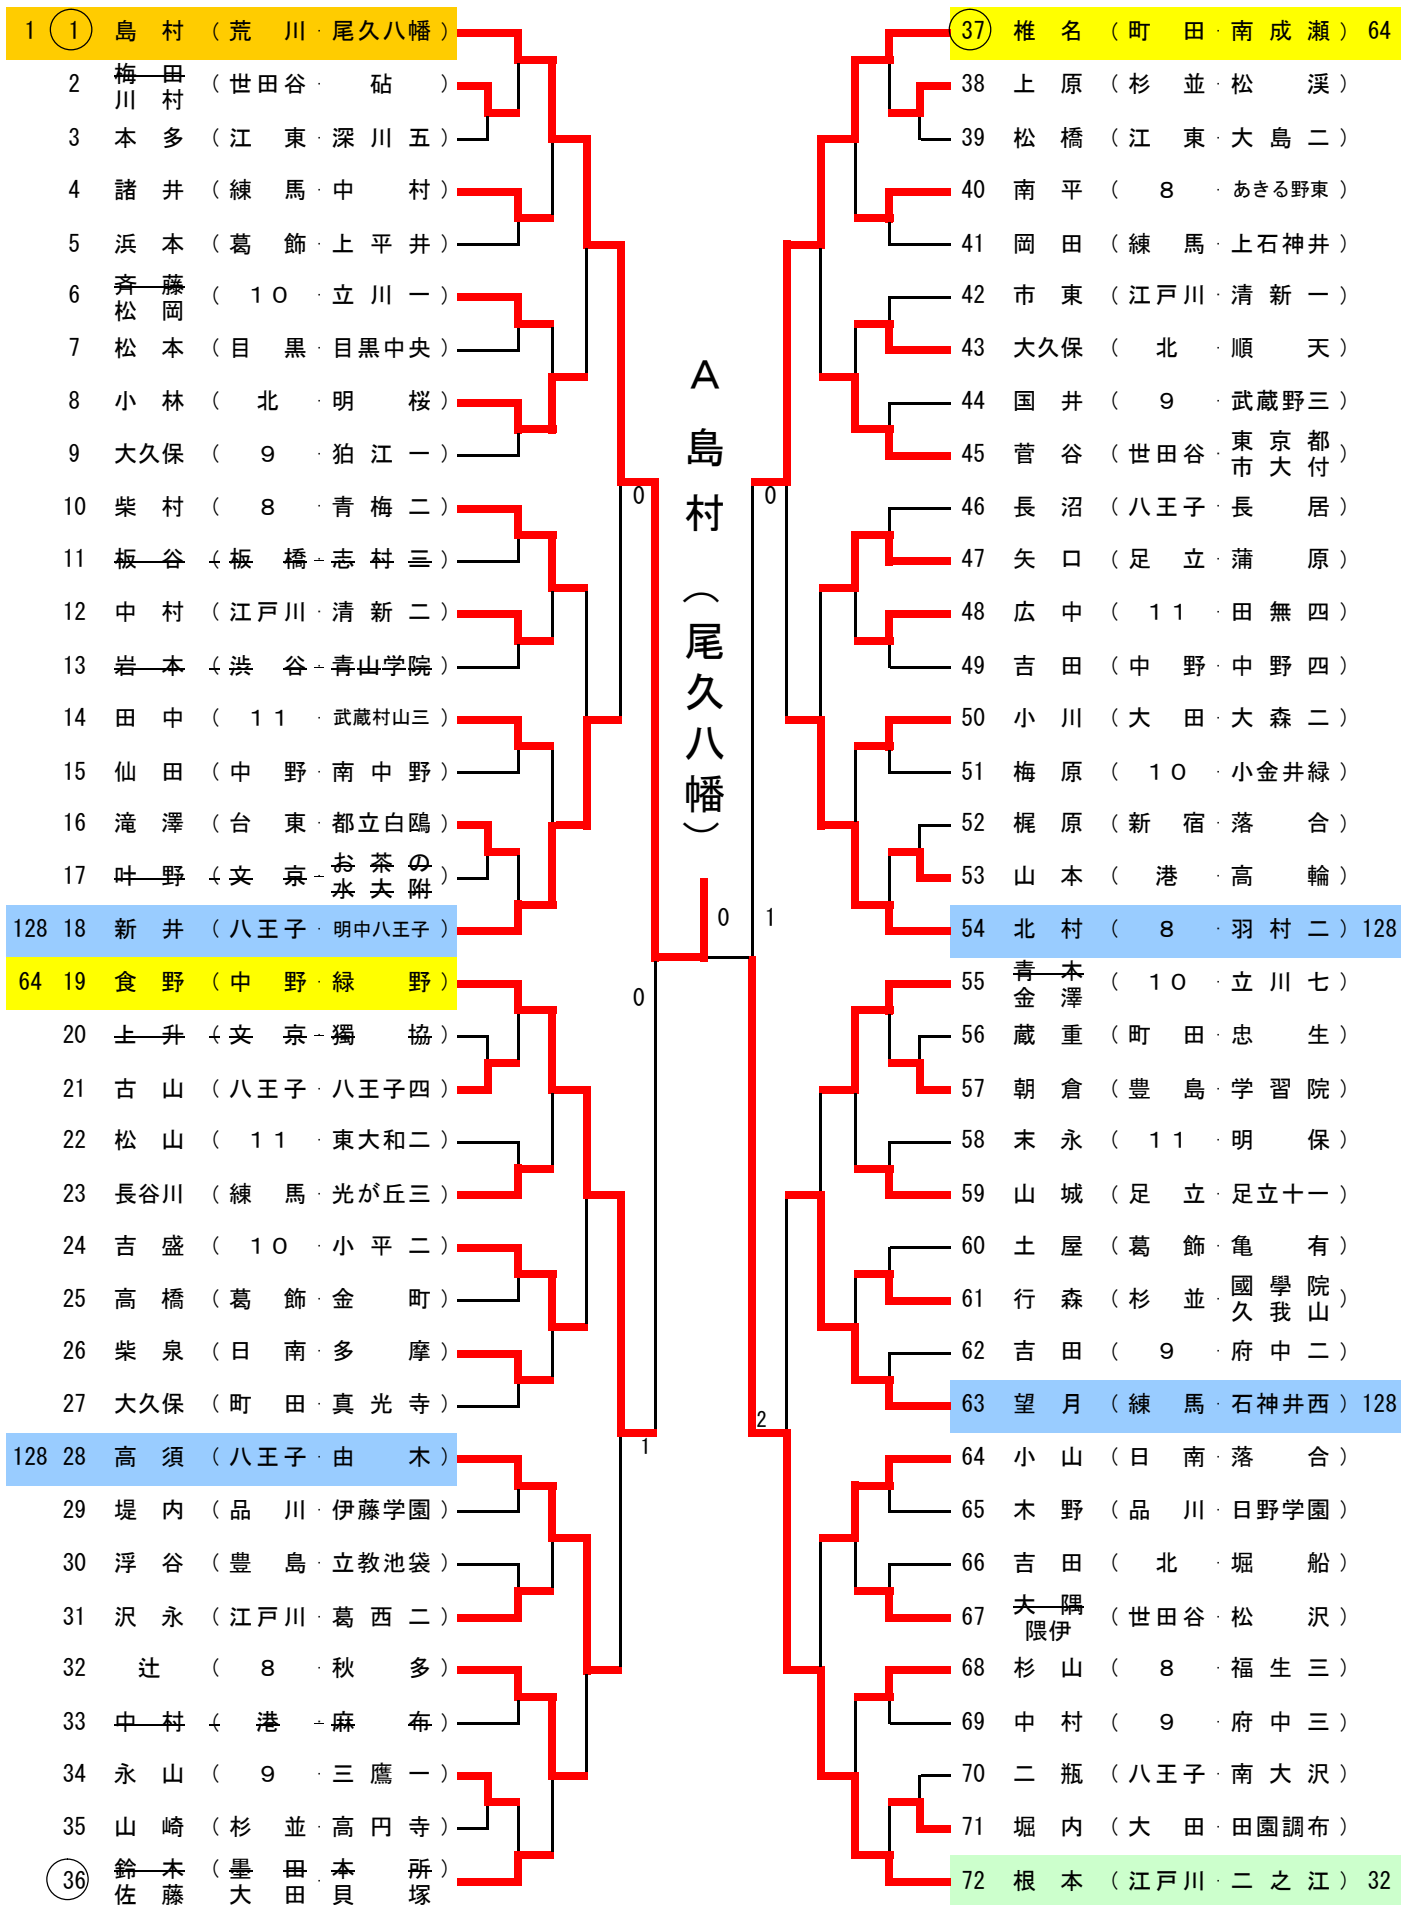 1 1 島村（荒川・尾久八幡）
2 梅田 川村（世田谷・砧）
3 本多（江東・深川五）
4 諸井（練馬・中村）
5 浜本（葛飾・上平井）
6 斉藤 松岡（１０・立川一）
7 松本（目黒・目黒中央）
8 小林（北・明桜）
9 大久保（９・狛江一）
10 柴村（８・青梅二）
11 板谷（板橋・志村三）
12 中村（江戸川・清新二）
13 岩本（渋谷・青山学院）
14 田中（１１・武蔵村山三）
15 仙田（中野・南中野）
16 滝澤（台東・都立白鴎）
17 叶野（文京・お茶の水大附）
128 18 新井（八王子・明中八王子）
64 19 食野（中野・緑野）
20 上升（文京・獨協）
21 古山（八王子・八王子四）
22 松山（１１・東大和二）
23 長谷川（練馬・光が丘三）
24 吉盛（１０・小平二）
25 高橋（葛飾・金町）
26 柴泉（日南・多摩）
27 大久保（町田・真光寺）
128 28 高須（八王子・由木）
29 堤内（品川・伊藤学園）
30 浮谷（豊島・立教池袋）
31 沢永（江戸川・葛西二）
32 辻（８・秋多）
33 中村（港・麻布）
34 永山（９・三鷹一）
35 山崎（杉並・高円寺）
36 鈴木（墨田本所）
佐藤 大田貝塚
0
0
1
Ａ島村（尾久八幡）
0
0
1
2
37 椎名（町田・南成瀬）64
38 上原（杉並・松渓）
39 松橋（江東・大島二）
40 南平（８・あきる野東）
41 岡田（練馬・上石神井）
42 市東（江戸川・清新一）
43 大久保（北・順天）
44 国井（９・武蔵野三）
45 菅谷（世田谷・東京都市大付）
46 長沼（八王子・長居）
47 矢口（足立・蒲原）
48 広中（１１・田無四）
49 吉田（中野・中野四）
50 小川（大田・大森二）
51 梅原（１０・小金井緑）
52 梶原（新宿・落合）
53 山本（港・高輪）
54 北村（８・羽村二）128
55 青木 金澤（１０・立川七）
56 蔵重（町田・忠生）
57 朝倉（豊島・学習院）
58 末永（１１・明保）
59 山城（足立・足立十一）
60 土屋（葛飾・亀有）
61 行森（杉並・國學院久我山）
62 吉田（９・府中二）
63 望月（練馬・石神井西）128
64 小山（日南・落合）
65 木野（品川・日野学園）
66 吉田（北・堀船）
67 大隅 隈伊（世田谷・松沢）
68 杉山（８・福生三）
69 中村（９・府中三）
70 二瓶（八王子・南大沢）
71 堀内（大田・田園調布）
72 根本（江戸川・二之江）32